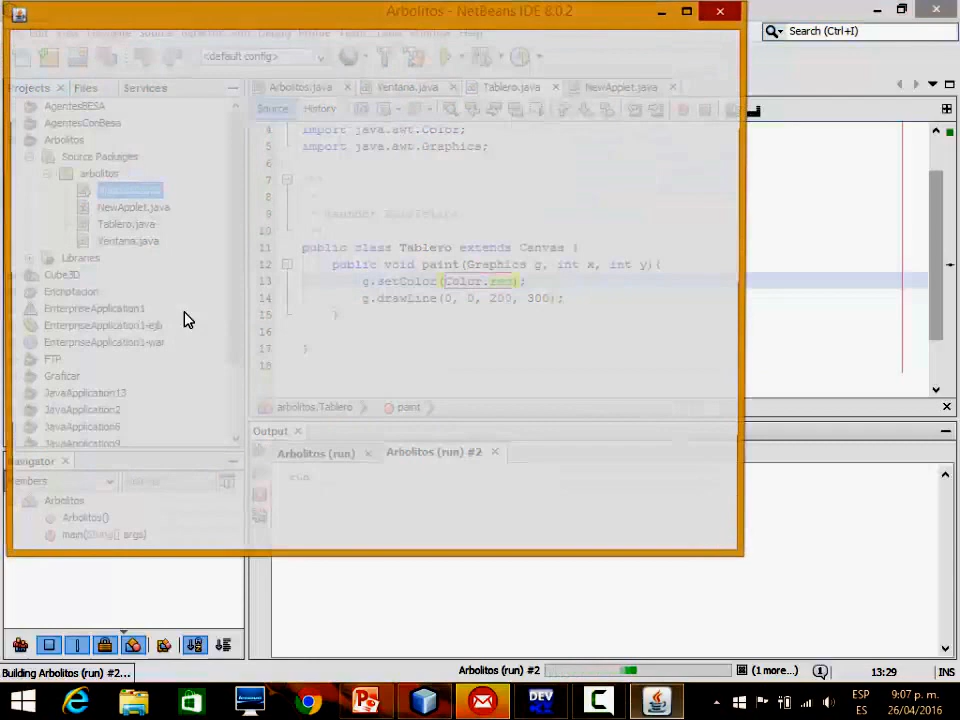 Arbolitos - NetBeans IDE 8.0.2
Search (Ctrl+I)
<default config>
Projects Files Services
Arbolitos.java Ventana.java Tablero.java NewApplet.java
Source History
AgentesBESA
AgentesConBesa
Arbolitos
Source Packages
arbolitos
NewApplet.java
Tablero.java
Ventana.java
Libraries
Cube3D
Encriptacion
EnterpriseApplication1
EnterpriseApplication1-ejb
EnterpriseApplication1-war
FTP
Graficar
JavaApplication13
JavaApplication2
JavaApplication6
JavaApplication9
4 import java.awt.Color;
5 import java.awt.Graphics;
6
7
8
9
11 public class Tablero extends Canvas {
12 public void paint(Graphics g, int x, int y){
13 g.setColor(Color.red);
14 g.drawLine(0, 0, 200, 300);
15 }
16
17 }
18
arbolitos.Tablero paint
Output
Arbolitos (run) Arbolitos (run) #2
run
Navigator
Members
Arbolitos
Arbolitos()
main(String[] args)
Building Arbolitos (run) #2...
Arbolitos (run) #2
(1 more...)
13:29
INS
DEV
ESP
ES
9:07 p. m.
26/04/2016